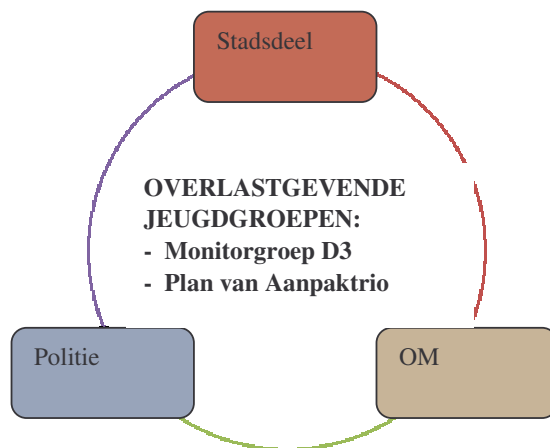 Stadsdeel
OVERLASTGEVENDE
JEUGDGROEPEN:
- Monitorgroep D3
- Plan van Aanpaktrio
Politie
OM